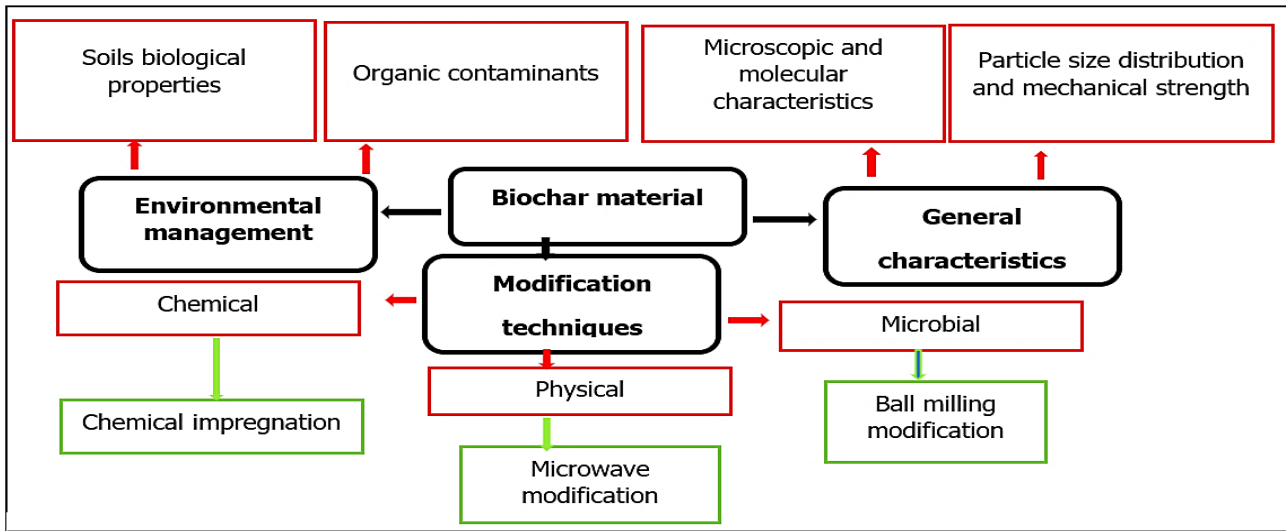 Soils biological
properties
Organic contaminants
Microscopic and
molecular
characteristics
Particle size distribution
and mechanical strength
Environmental
management
Biochar material
General
characteristics
Modification
techniques
Chemical
Microbial
Physical
Chemical impregnation
Ball milling
modification
Microwave
modification